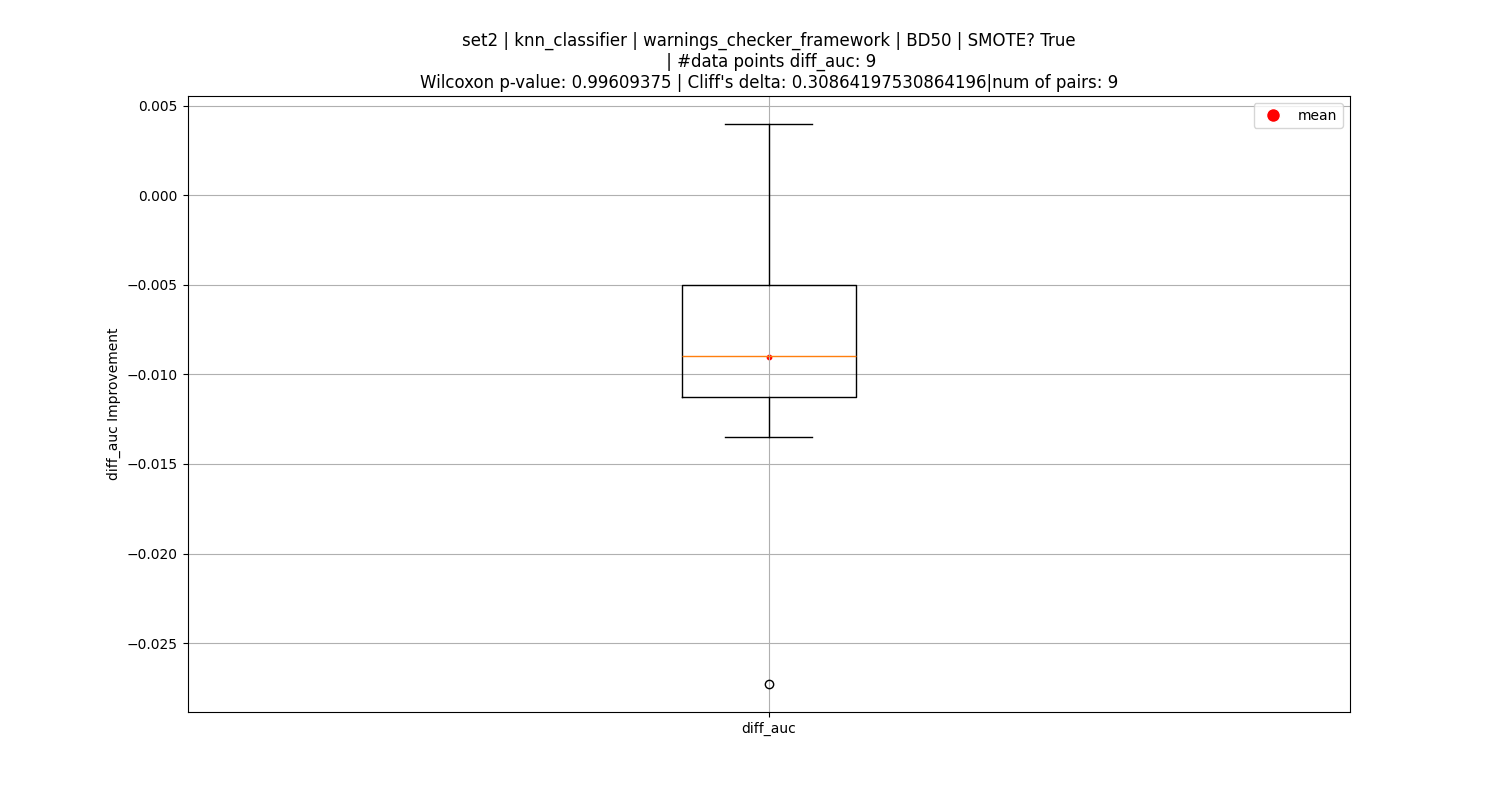 set2 | knn_classifier | warnings_checker_framework | BD50 | SMOTE? True
| #data points diff_auc: 9
Wilcoxon p-value: 0.99609375 | Cliff's delta: 0.30864197530864196|num of pairs: 9
mean
0.005
0.000
−0.005
−0.010
−0.015
−0.020
−0.025
diff_auc Improvement
diff_auc